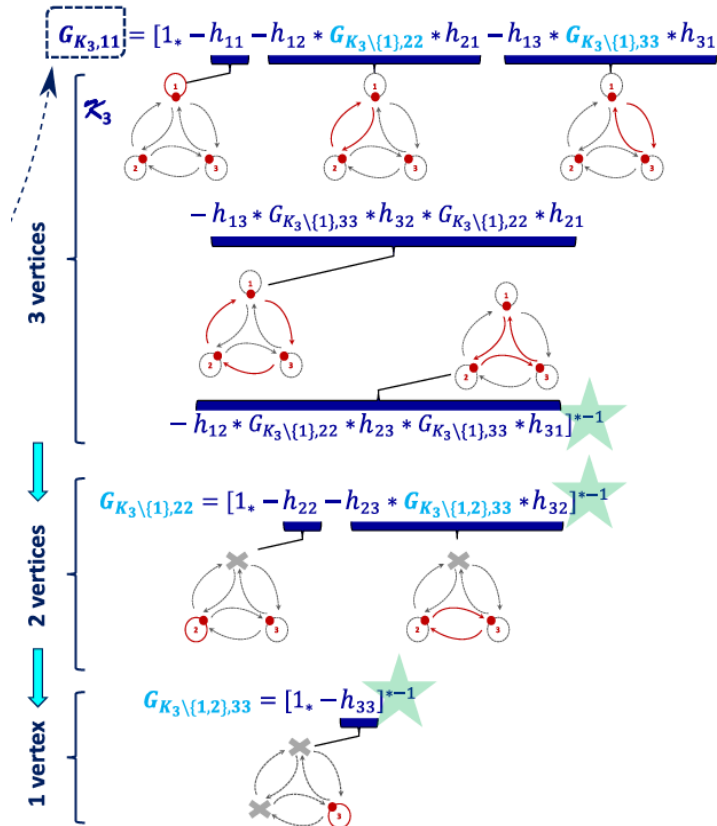 G_{K_3,11} = [1_* − h_{11} − h_{12} * G_{K_3\{1},22} * h_{21} − h_{13} * G_{K_3\{1},33} * h_{31}
𝒦_3
1
2
3
1
2
3
1
2
3
3 vertices
− h_{13} * G_{K_3\{1},33} * h_{32} * G_{K_3\{1},22} * h_{21}
1
2
3
1
2
3
− h_{12} * G_{K_3\{1},22} * h_{23} * G_{K_3\{1},33} * h_{31}]^{*−1}
2 vertices
G_{K_3\{1},22} = [1_* − h_{22} − h_{23} * G_{K_3\{1,2},33} * h_{32}]^{*−1}
2
3
2
3
1 vertex
G_{K_3\{1,2},33} = [1_* − h_{33}]^{*−1}
3